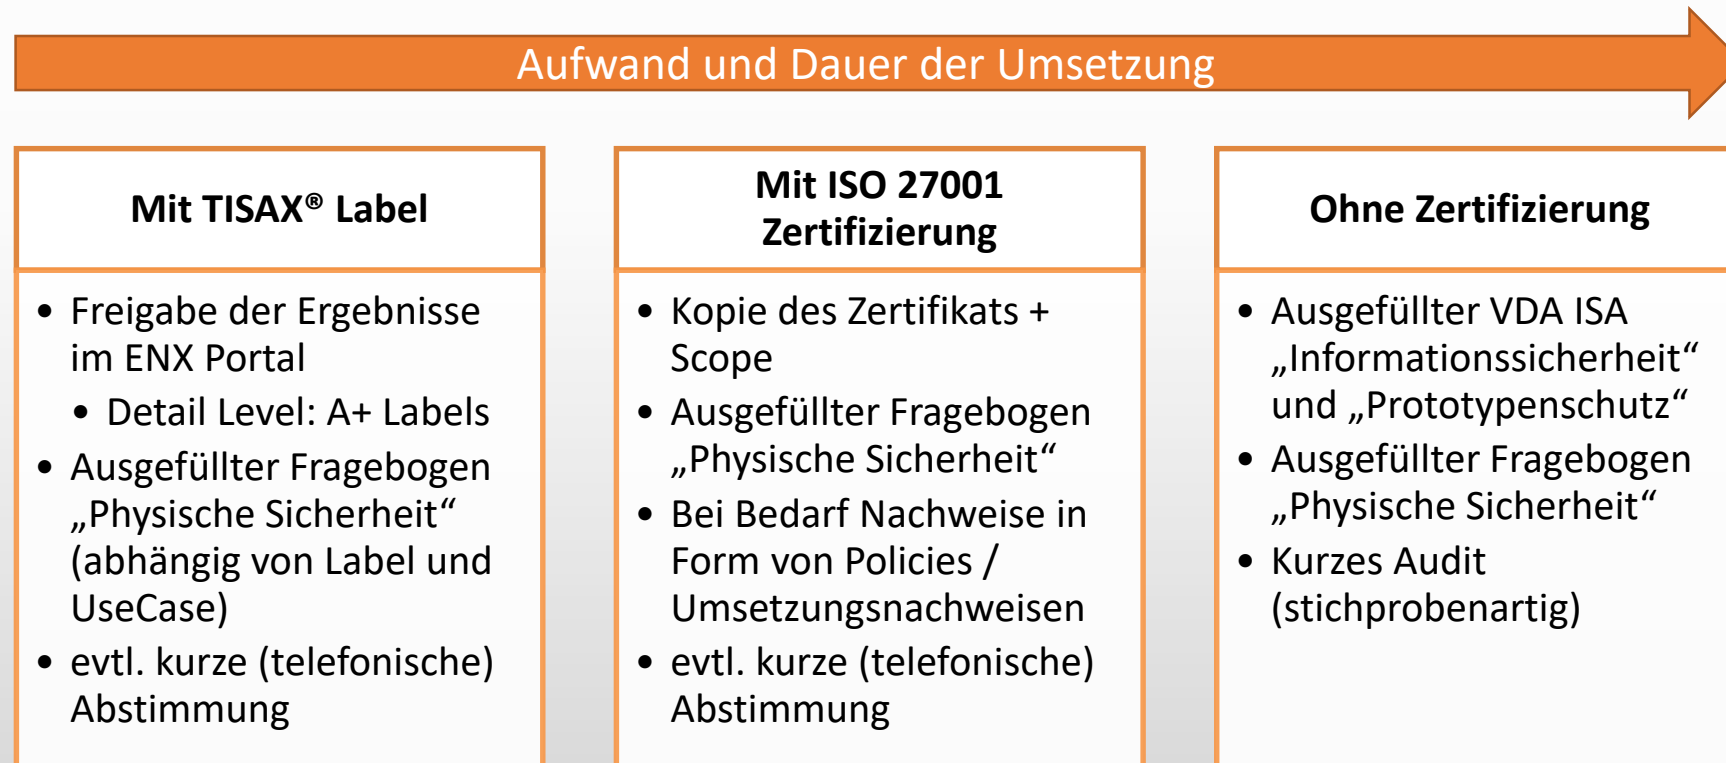 Aufwand und Dauer der Umsetzung
Mit TISAX® Label
• Freigabe der Ergebnisse
im ENX Portal
• Detail Level: A+ Labels
• Ausgefüllter Fragebogen
„Physische Sicherheit“
(abhängig von Label und
UseCase)
• evtl. kurze (telefonische)
Abstimmung
Mit ISO 27001
Zertifizierung
• Kopie des Zertifikats +
Scope
• Ausgefüllter Fragebogen
„Physische Sicherheit“
• Bei Bedarf Nachweise in
Form von Policies /
Umsetzungsnachweisen
• evtl. kurze (telefonische)
Abstimmung
Ohne Zertifizierung
• Ausgefüllter VDA ISA
„Informationssicherheit“
und „Prototypenschutz“
• Ausgefüllter Fragebogen
„Physische Sicherheit“
• Kurzes Audit
(stichprobenartig)